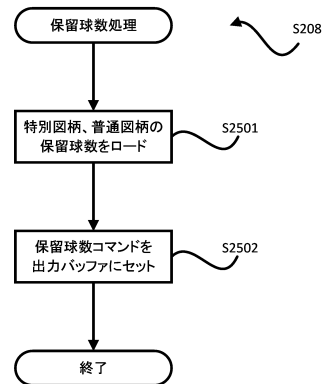 保留球数処理
S208
特別図柄、普通図柄の
保留球数をロード
S2501
保留球数コマンドを
出力バッファにセット
S2502
終了